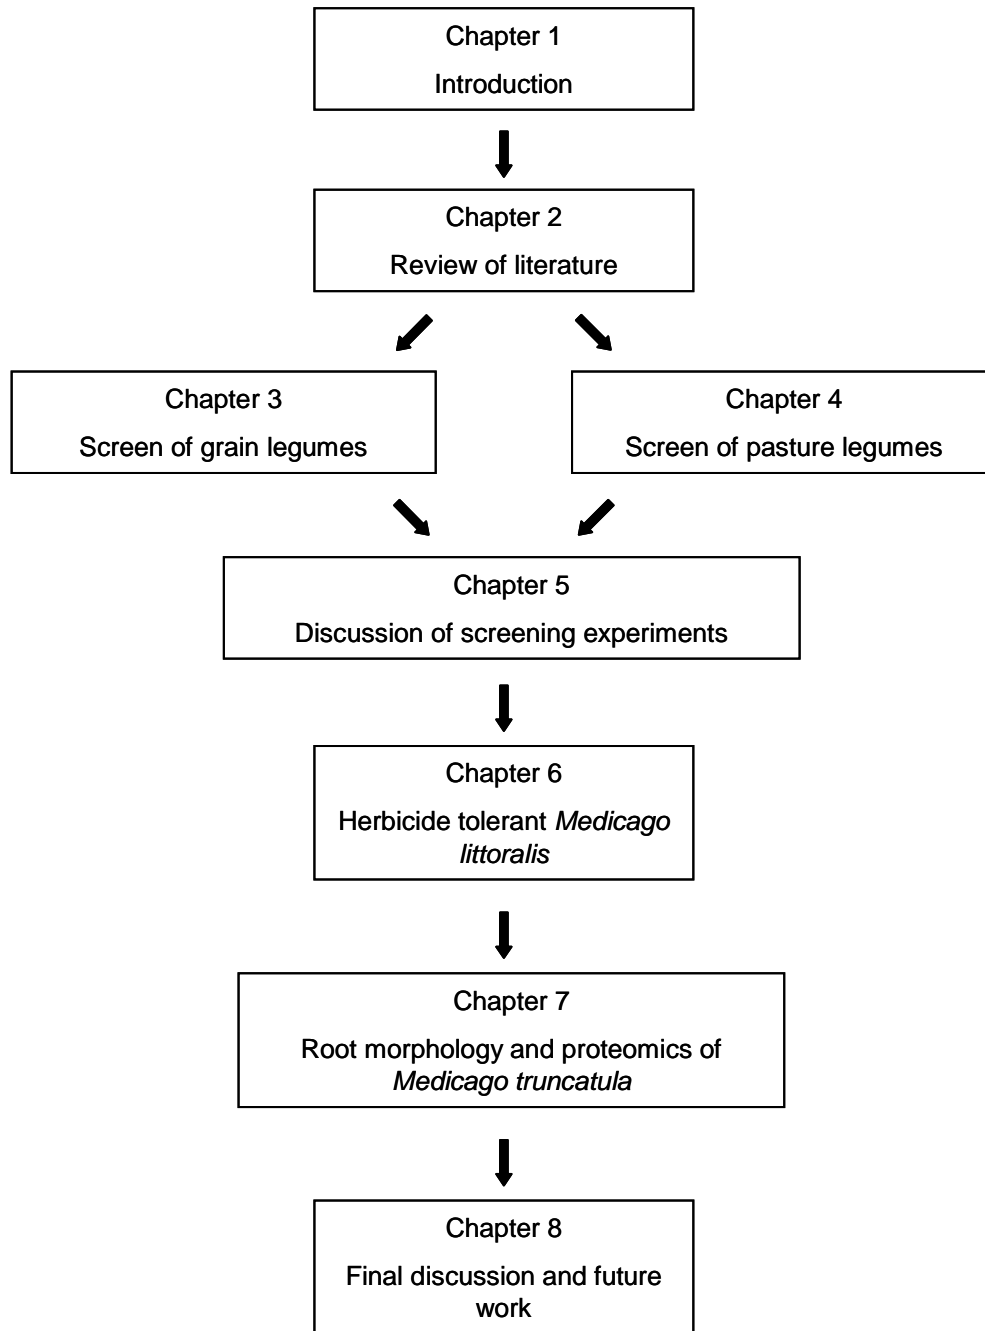 Chapter 1
Introduction
Chapter 2
Review of literature
Chapter 3
Screen of grain legumes
Chapter 4
Screen of pasture legumes
Chapter 5
Discussion of screening experiments
Chapter 6
Herbicide tolerant Medicago
littoralis
Chapter 7
Root morphology and proteomics of
Medicago truncatula
Chapter 8
Final discussion and future
work